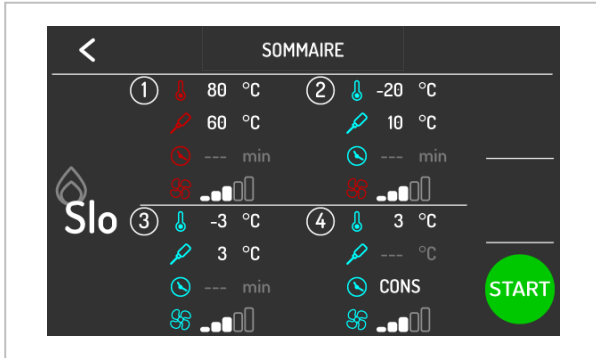 SOMMAIRE
1 80 °C
60 °C
--- min
2 -20 °C
10 °C
--- min
Slo
3 -3 °C
3 °C
--- min
4 3 °C
--- °C
CONS
START